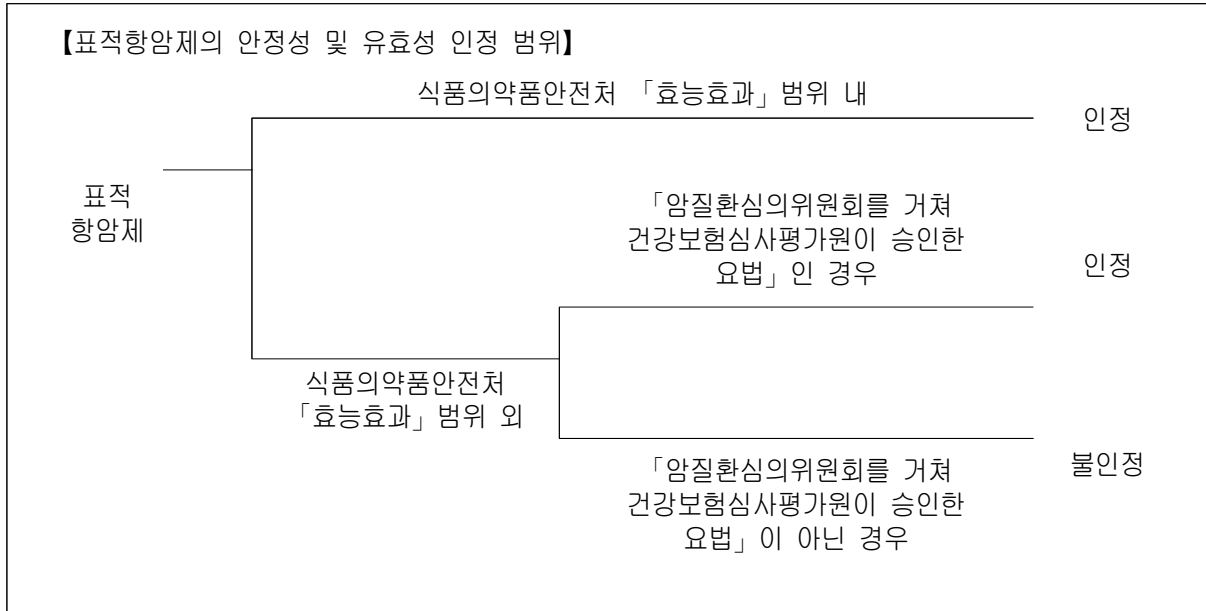 【표적항암제의 안정성 및 유효성 인정 범위】
식품의약품안전처 「효능효과」범위 내
인정
표적
항암제
「암질환심의위원회를 거쳐
건강보험심사평가원이 승인한
요법」인 경우
인정
식품의약품안전처
「효능효과」범위 외
「암질환심의위원회를 거쳐
건강보험심사평가원이 승인한
요법」이 아닌 경우
불인정